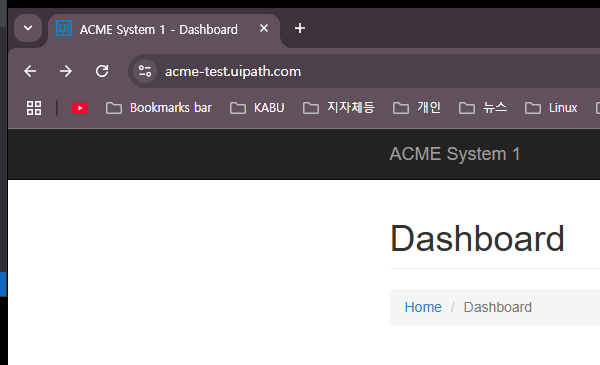 ACME System 1 - Dashboard
acme-test.uipath.com
Bookmarks bar KABU 지자체등 개인 뉴스 Linux
ACME System 1
Dashboard
Home / Dashboard